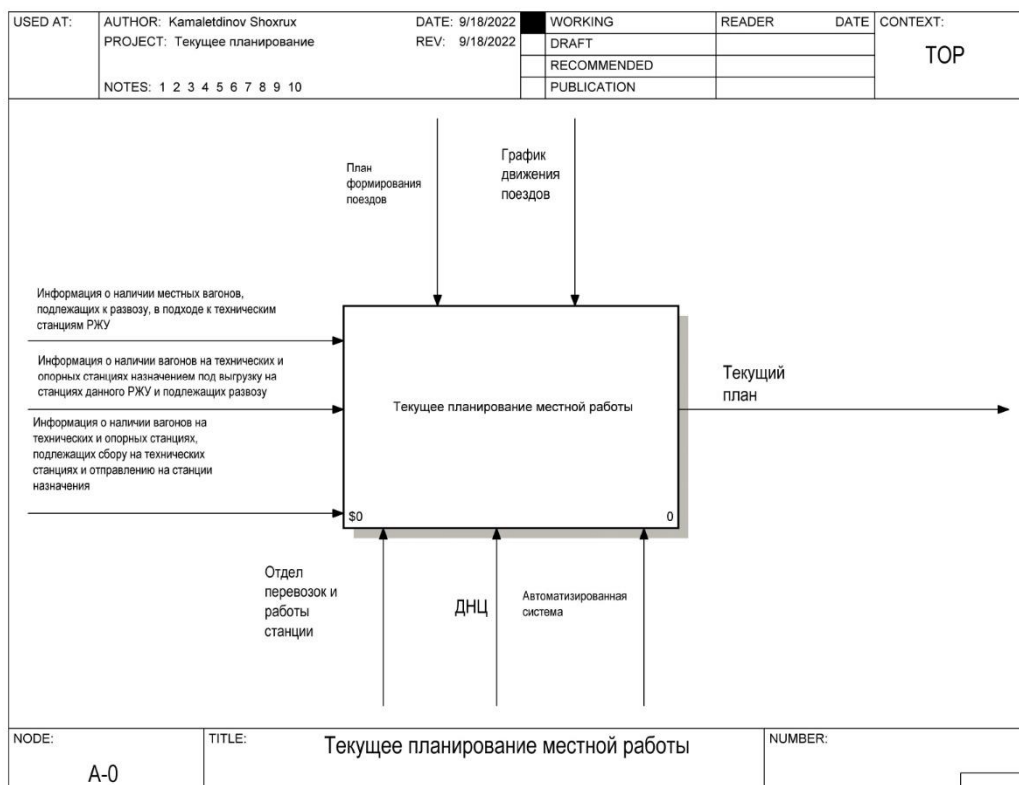 USED AT:
AUTHOR: Kamaletdinov Shoxrux
DATE: 9/18/2022
PROJECT: Текущее планирование
REV: 9/18/2022
NOTES: 1 2 3 4 5 6 7 8 9 10
WORKING
DRAFT
RECOMMENDED
PUBLICATION
READER
DATE
CONTEXT:
TOP
План
формирования
поездов
График
движения
поездов
Информация о наличии местных вагонов,
подлежащих к развозу, в подходе к техническим
станциям РЖУ
Информация о наличии вагонов на технических и
опорных станциях назначением под выгрузку на
станциях данного РЖУ и подлежащих развозу
Информация о наличии вагонов на
технических и опорных станциях,
подлежащих сбору на технических
станциях и отправлению на станции
назначения
Текущее планирование местной работы
$0
0
Текущий
план
Отдел
перевозок и
работы
станции
ДНЦ
Автоматизированная
система
NODE:
A-0
TITLE:
Текущее планирование местной работы
NUMBER: